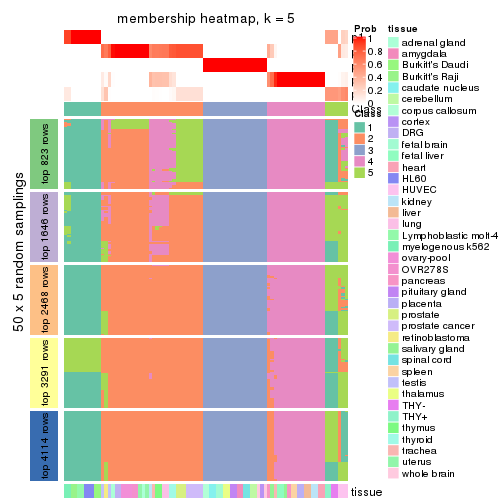 membership heatmap, k = 5
50 x 5 random samplings
top 823 rows
top 1646 rows
top 2468 rows
top 3291 rows
top 4114 rows
Prob
1
0.8
0.6
0.4
0.2
0
Class
Class
1
2
3
4
5
tissue
tissue
adrenal gland
amygdala
Burkitt's Daudi
Burkitt's Raji
caudate nucleus
cerebellum
corpus callosum
cortex
DRG
fetal brain
fetal liver
heart
HL60
HUVEC
kidney
liver
lung
Lymphoblastic molt-4
myelogenous k562
ovary-pool
OVR278S
pancreas
pituitary gland
placenta
prostate
prostate cancer
retinoblastoma
salivary gland
spinal cord
spleen
testis
thalamus
THY-
THY+
thymus
thyroid
trachea
uterus
whole brain